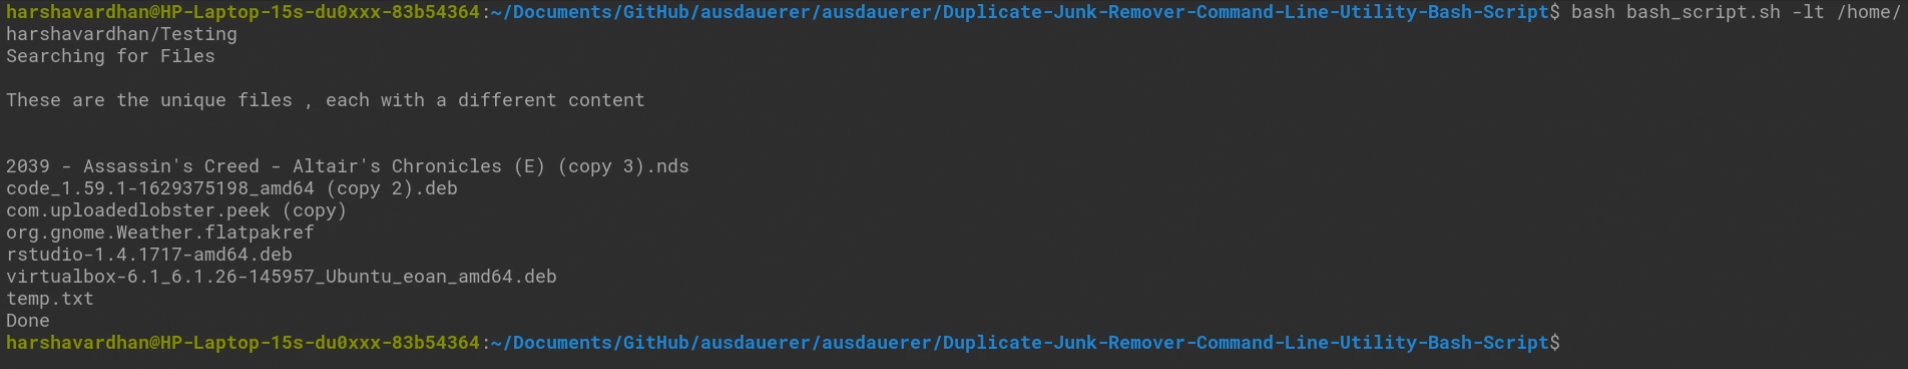 harshavardhan@HP-Laptop-15s-du0xxx-83b54364:~/Documents/GitHub/ausdauerer/ausdauerer/Duplicate-Junk-Remover-Command-Line-Utility-Bash-Script$ bash bash_script.sh -lt /home/
harshavardhan/Testing
Searching for Files
These are the unique files , each with a different content
2039 - Assassin's Creed - Altair's Chronicles (E) (copy 3).nds
code_1.59.1-1629375198_amd64 (copy 2).deb
com.uploadedlobster.peek (copy)
org.gnome.Weather.flatpakref
rstudio-1.4.1717-amd64.deb
virtualbox-6.1_6.1.26-145957_Ubuntu_eoan_amd64.deb
temp.txt
Done
harshavardhan@HP-Laptop-15s-du0xxx-83b54364:~/Documents/GitHub/ausdauerer/ausdauerer/Duplicate-Junk-Remover-Command-Line-Utility-Bash-Script$